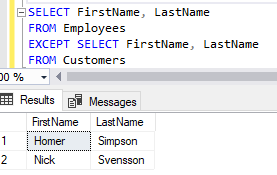 SELECT FirstName, LastName
FROM Employees
EXCEPT SELECT FirstName, LastName
FROM Customers
00 %
Results Messages
FirstName LastName
1 Homer Simpson
2 Nick Svensson